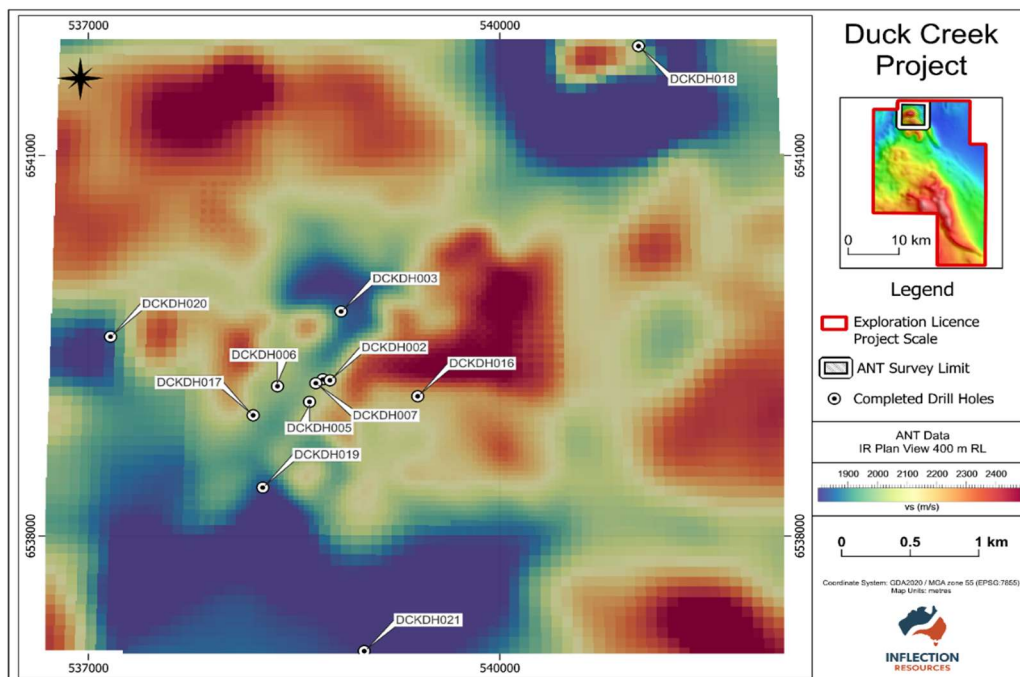 537000
540000
DCKDH018
6541000
6541000
DCKDH003
DCKDH020
DCKDH006
DCKDH002
DCKDH016
DCKDH017
DCKDH007
DCKDH005
DCKDH019
6538000
6538000
DCKDH021
537000
540000
Duck Creek
Project
0 10 km
Legend
Exploration Licence
Project Scale
ANT Survey Limit
Completed Drill Holes
ANT Data
IR Plan View 400 m RL
1900 2000 2100 2200 2300 2400
vs (m/s)
0 0.5 1 km
Coordinate System: GDA2020 / MGA zone 55 (EPSG:7855)
Map Units: metres
INFLECTION
RESOURCES